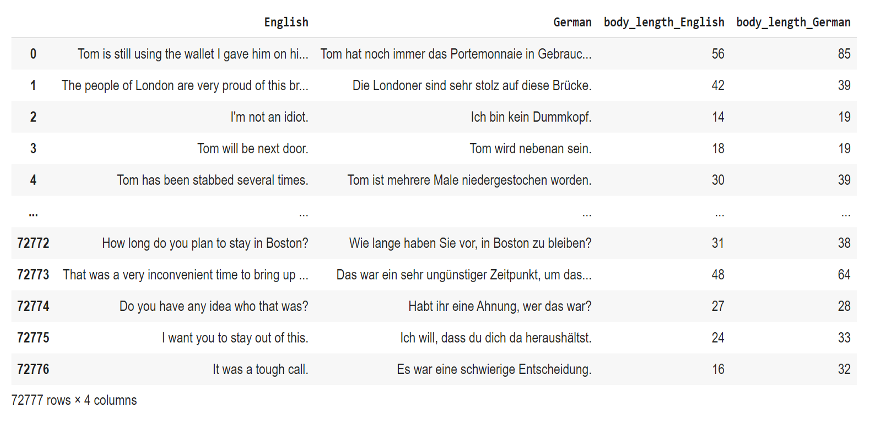 English German body_length_English body_length_German
0 Tom is still using the wallet I gave him on hi... Tom hat noch immer das Portemonnaie in Gebrauc... 56 85
1 The people of London are very proud of this br... Die Londoner sind sehr stolz auf diese Brücke. 42 39
2 I'm not an idiot. Ich bin kein Dummkopf. 14 19
3 Tom will be next door. Tom wird nebenan sein. 18 19
4 Tom has been stabbed several times. Tom ist mehrere Male niedergestochen worden. 30 39
... ... ... ... ...
72772 How long do you plan to stay in Boston? Wie lange haben Sie vor, in Boston zu bleiben? 31 38
72773 That was a very inconvenient time to bring up ... Das war ein sehr ungünstiger Zeitpunkt, um das... 48 64
72774 Do you have any idea who that was? Habt ihr eine Ahnung, wer das war? 27 28
72775 I want you to stay out of this. Ich will, dass du dich da heraushältst. 24 33
72776 It was a tough call. Es war eine schwierige Entscheidung. 16 32
72777 rows × 4 columns